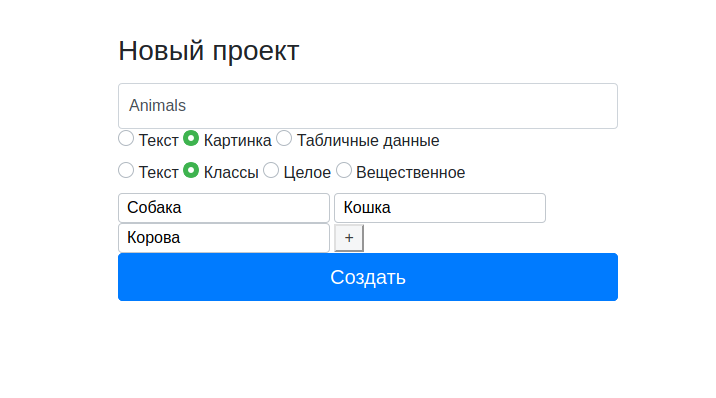 Новый проект
Animals
Текст Картинка Табличные данные
Текст Классы Целое Вещественное
Собака Кошка
Корова +
Создать